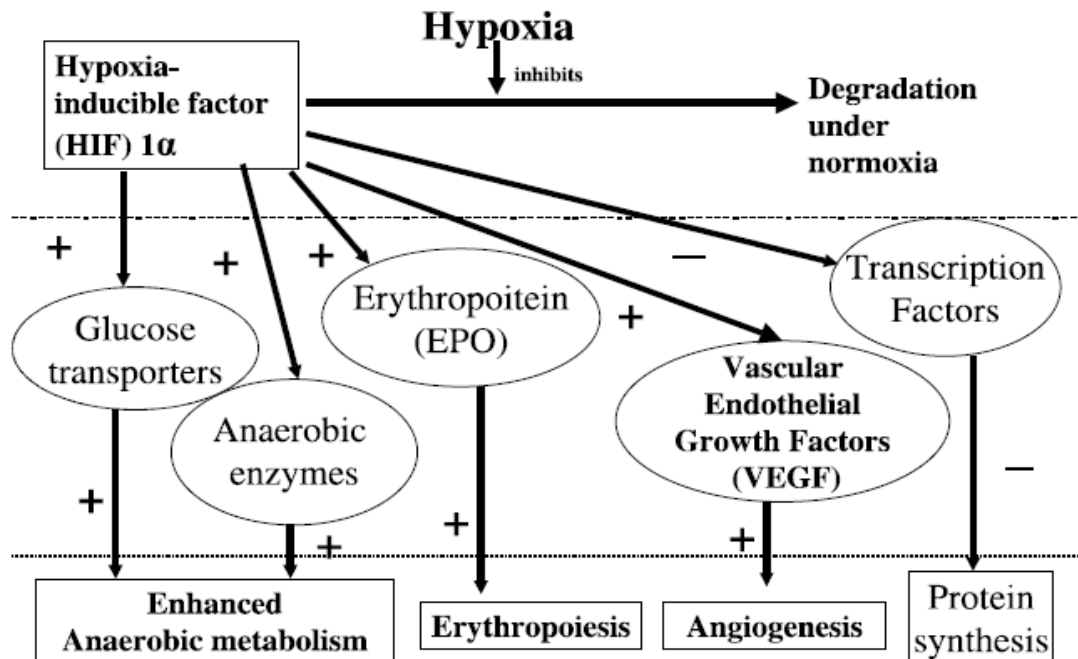 Hypoxia
inhibits
Hypoxia-
inducible factor
(HIF) 1α
Degradation
under
normoxia
+
+
+
+
–
Glucose
transporters
Anaerobic
enzymes
Erythropoitein
(EPO)
Vascular
Endothelial
Growth Factors
(VEGF)
Transcription
Factors
+
+
+
+
–
Enhanced
Anaerobic metabolism
Erythropoiesis
Angiogenesis
Protein
synthesis